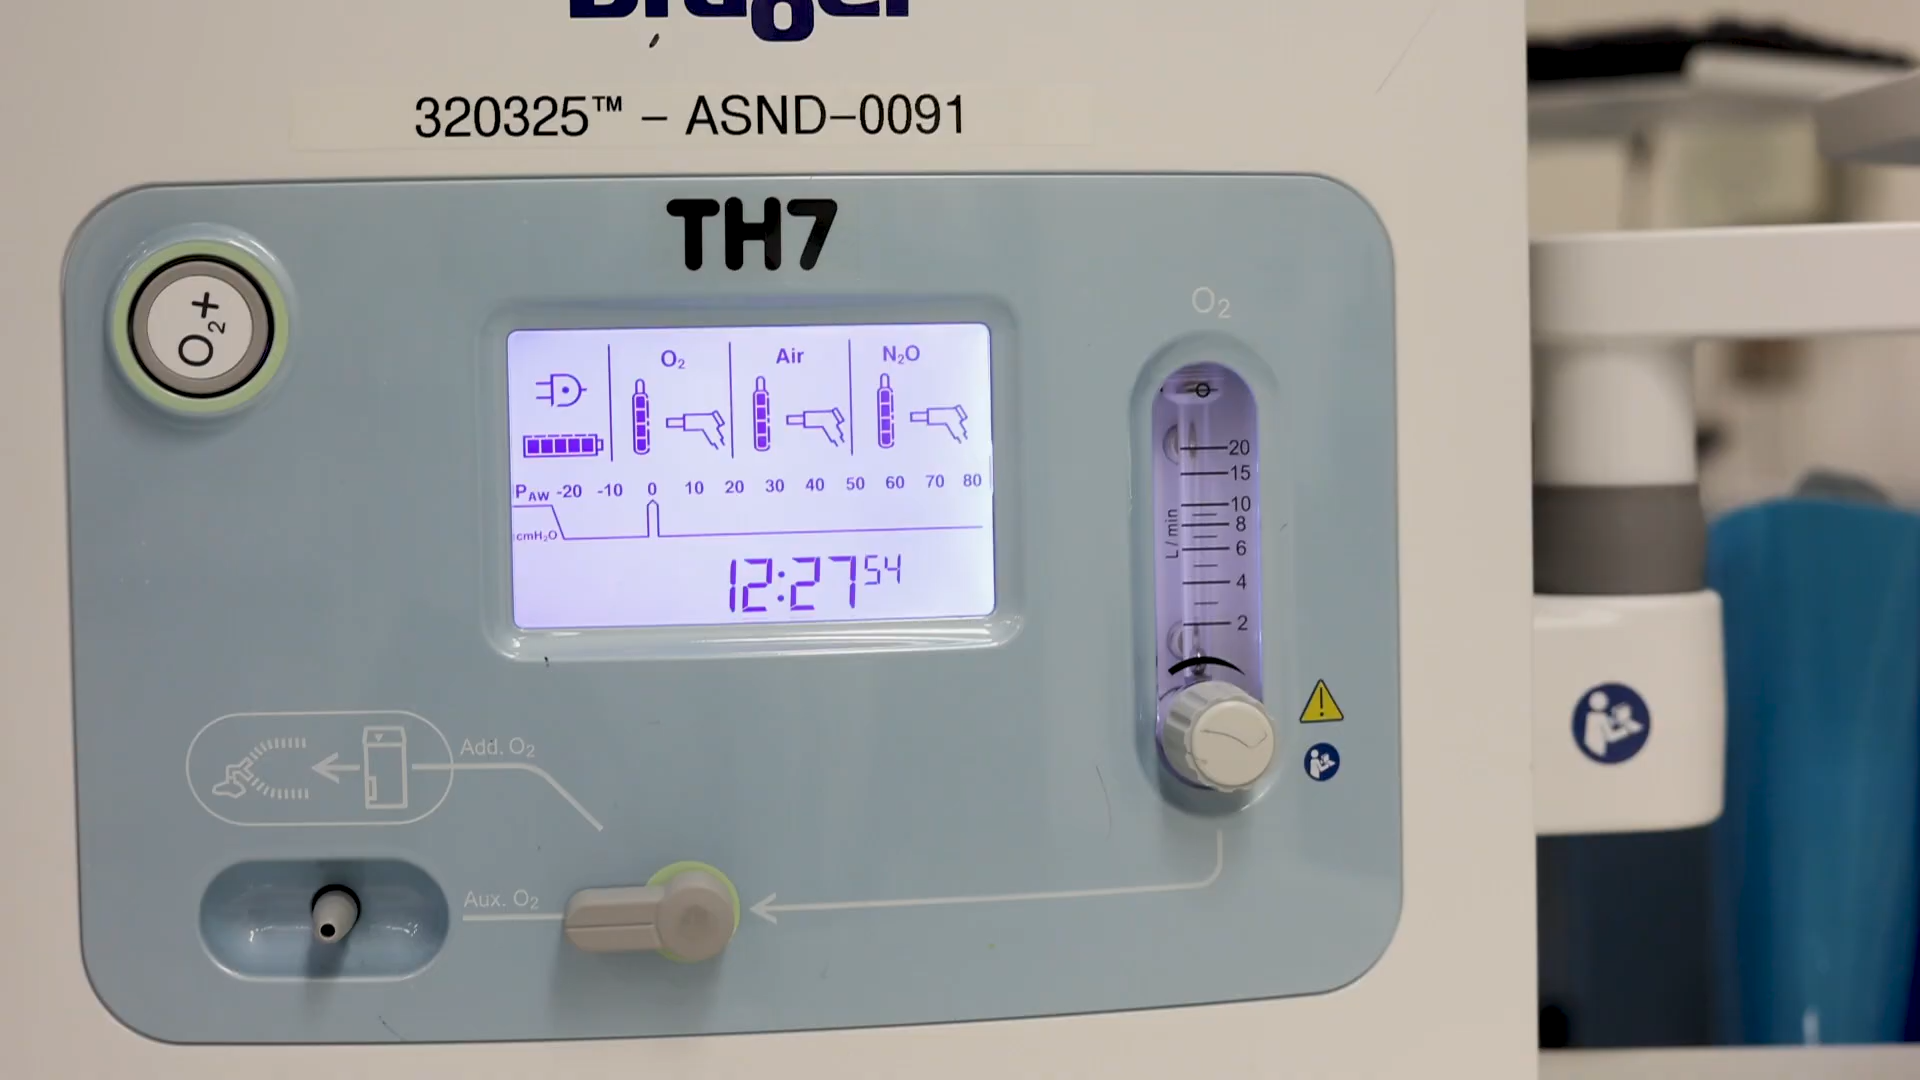 Dräger
320325™ – ASND–0091
TH7
O₂+
O₂
O₂ Air N₂O
PAW -20 -10 0 10 20 30 40 50 60 70 80
cmH₂O
12:27 54
20
15
10
8
6
4
2
L/min
Add. O₂
Aux. O₂